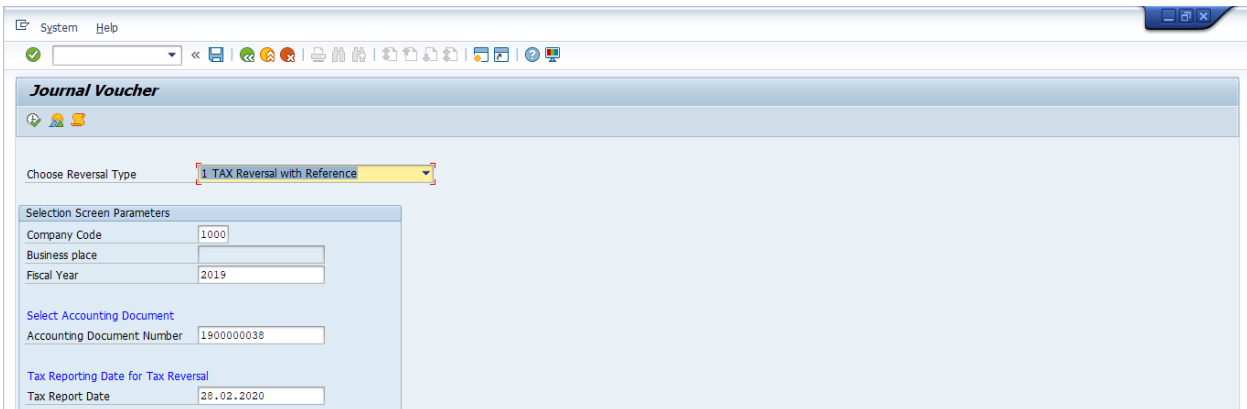 System Help
Journal Voucher
Choose Reversal Type 1 TAX Reversal with Reference
Selection Screen Parameters
Company Code 1000
Business place
Fiscal Year 2019
Select Accounting Document
Accounting Document Number 1900000038
Tax Reporting Date for Tax Reversal
Tax Report Date 28.02.2020